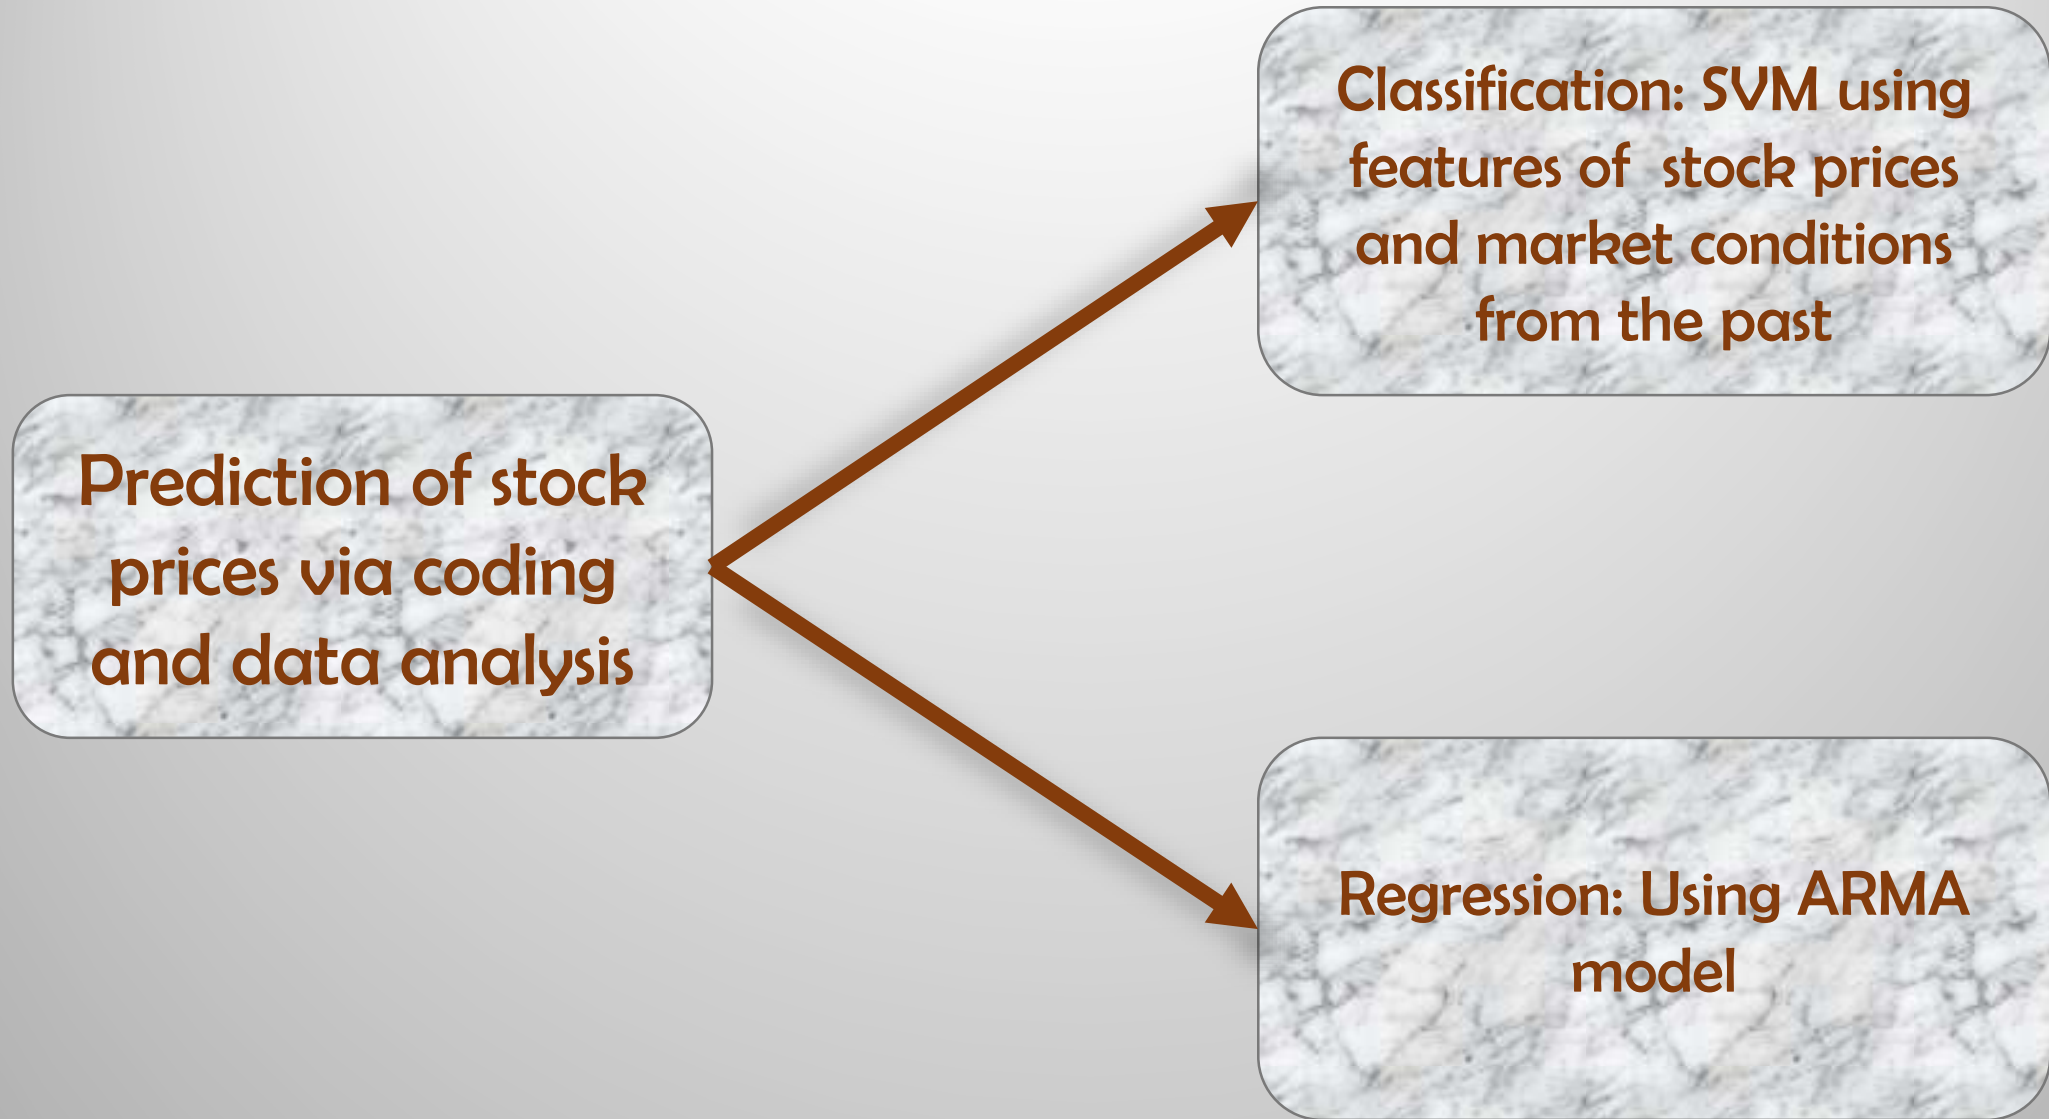 Prediction of stock
prices via coding
and data analysis
Classification: SVM using
features of  stock prices
and market conditions
from the past
Regression: Using ARMA
model